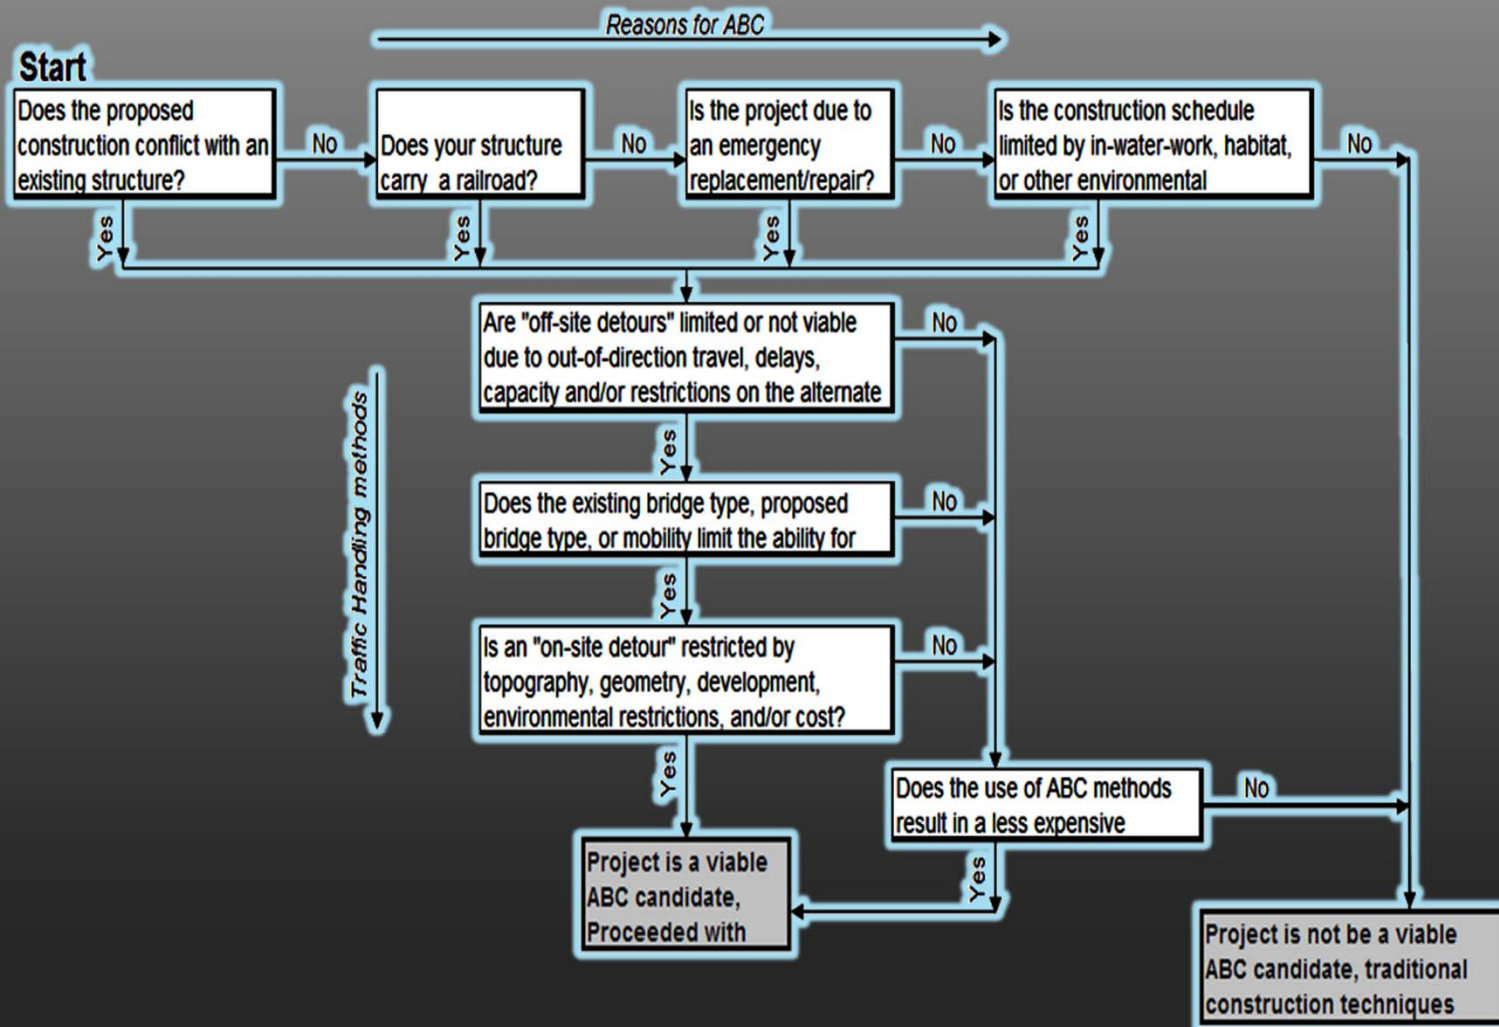 Reasons for ABC
Start
Does the proposed
construction conflict with an
existing structure?
No
Does your structure
carry a railroad?
No
Is the project due to
an emergency
replacement/repair?
No
Is the construction schedule
limited by in-water-work, habitat,
or other environmental
No
Yes
Yes
Yes
Yes
Traffic Handling methods
Are "off-site detours" limited or not viable
due to out-of-direction travel, delays,
capacity and/or restrictions on the alternate
No
Yes
Does the existing bridge type, proposed
bridge type, or mobility limit the ability for
No
Yes
Is an "on-site detour" restricted by
topography, geometry, development,
environmental restrictions, and/or cost?
No
Yes
Does the use of ABC methods
result in a less expensive
No
Yes
Project is a viable
ABC candidate,
Proceeded with
Project is not be a viable
ABC candidate, traditional
construction techniques